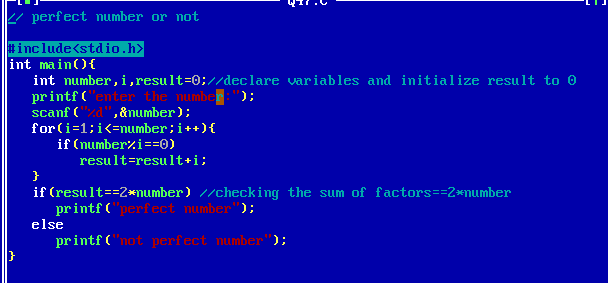 Q47.C
// perfect number or not
#include<stdio.h>
int main(){
int number,i,result=0;//declare variables and initialize result to 0
printf("enter the number:");
scanf("%d",&number);
for(i=1;i<=number;i++){
if(number%i==0)
result=result+i;
}
if(result==2*number) //checking the sum of factors==2*number
printf("perfect number");
else
printf("not perfect number");
}